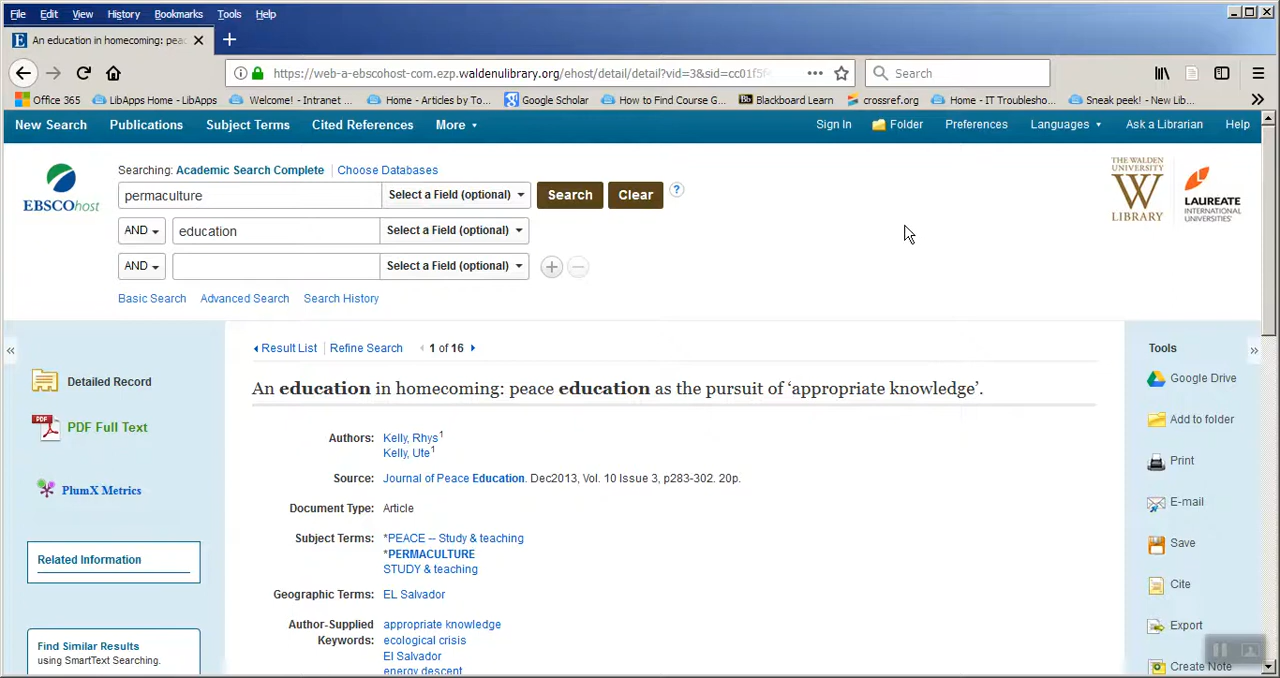 File Edit View History Bookmarks Tools Help
E An education in homecoming: peac
https://web-a-ebscohost-com.ezp.waldenulibrary.org/ehost/detail/detail?vid=3&sid=cc01f5f Search
Office 365 LibApps Home - LibApps Welcome! - Intranet ... Home - Articles by To... Google Scholar How to Find Course G... Bb Blackboard Learn crossref.org Home - IT Troublesho... Sneak peek! - New Lib...
New Search Publications Subject Terms Cited References More Sign In Folder Preferences Languages Ask a Librarian Help
Searching: Academic Search Complete Choose Databases
permaculture Select a Field (optional) Search Clear ?
AND education Select a Field (optional)
AND Select a Field (optional)
Basic Search Advanced Search Search History
EBSCOhost
THE WALDEN UNIVERSITY
W
LIBRARY
LAUREATE
INTERNATIONAL
UNIVERSITIES
Result List Refine Search 1 of 16
An education in homecoming: peace education as the pursuit of ‘appropriate knowledge’.
Authors: Kelly, Rhys1
Kelly, Ute1
Source: Journal of Peace Education. Dec2013, Vol. 10 Issue 3, p283-302. 20p.
Document Type: Article
Subject Terms: *PEACE -- Study & teaching
*PERMACULTURE
STUDY & teaching
Geographic Terms: EL Salvador
Author-Supplied appropriate knowledge
Keywords: ecological crisis
El Salvador
energy descent
Detailed Record
PDF PDF Full Text
PlumX Metrics
Related Information
Find Similar Results
using SmartText Searching.
Tools
Google Drive
Add to folder
Print
E-mail
Save
Cite
Export
Create Note